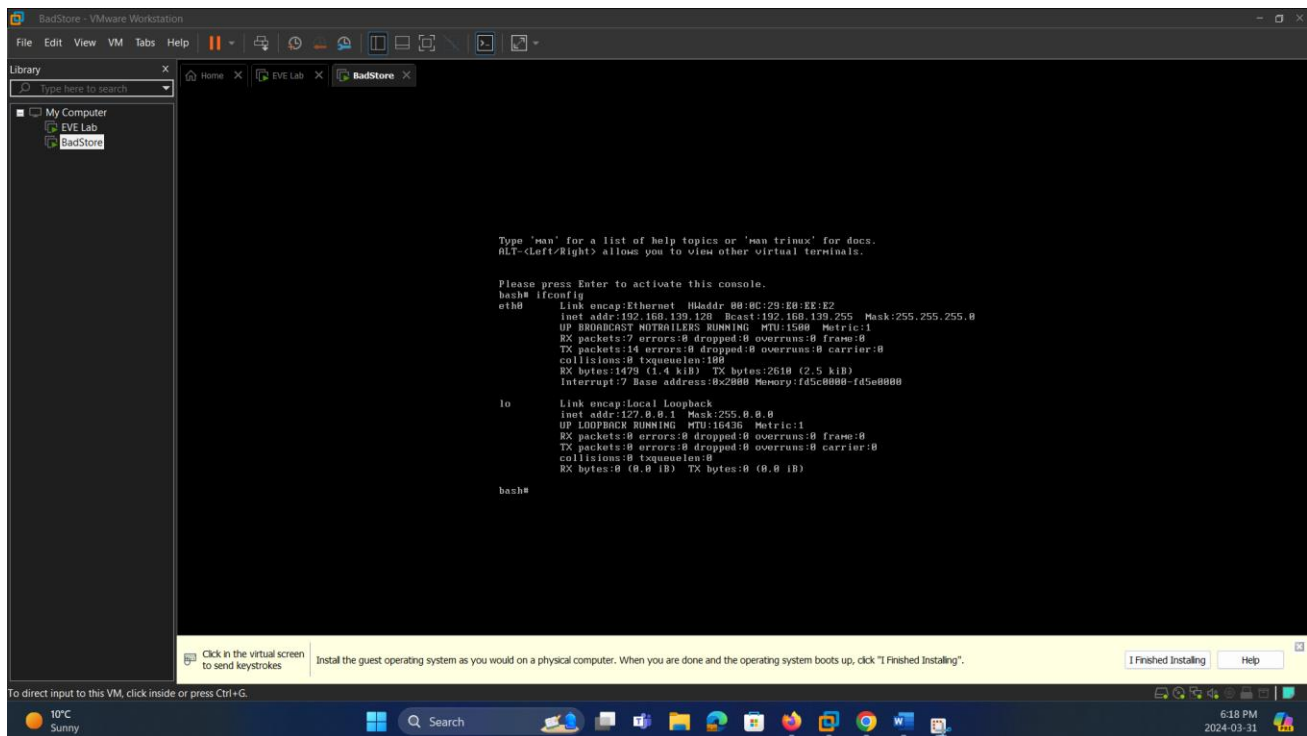 BadStore - VMware Workstation
File Edit View VM Tabs Help
Library
Type here to search
My Computer
EVE Lab
BadStore
Home
EVE Lab
BadStore
Type 'man' for a list of help topics or 'man trinux' for docs.
ALT-<Left/Right> allows you to view other virtual terminals.
Please press Enter to activate this console.
bash# ifconfig
eth0 Link encap:Ethernet HWaddr 00:0C:29:E0:EE:E2
inet addr:192.168.139.128 Bcast:192.168.139.255 Mask:255.255.255.0
UP BROADCAST NOTRAILERS RUNNING MTU:1500 Metric:1
RX packets:7 errors:0 dropped:0 overruns:0 frame:0
TX packets:14 errors:0 dropped:0 overruns:0 carrier:0
collisions:0 txqueuelen:100
RX bytes:1479 (1.4 kiB) TX bytes:2610 (2.5 kiB)
Interrupt:7 Base address:0x2000 Memory:fd5c0000-fd5e0000
lo Link encap:Local Loopback
inet addr:127.0.0.1 Mask:255.0.0.0
UP LOOPBACK RUNNING MTU:16436 Metric:1
RX packets:0 errors:0 dropped:0 overruns:0 frame:0
TX packets:0 errors:0 dropped:0 overruns:0 carrier:0
collisions:0 txqueuelen:0
RX bytes:0 (0.0 iB) TX bytes:0 (0.0 iB)
bash#
Click in the virtual screen
to send keystrokes
Install the guest operating system as you would on a physical computer. When you are done and the operating system boots up, click "I Finished Installing".
I Finished Installing
Help
To direct input to this VM, click inside or press Ctrl+G.
10°C
Sunny
Search
6:18 PM
2024-03-31